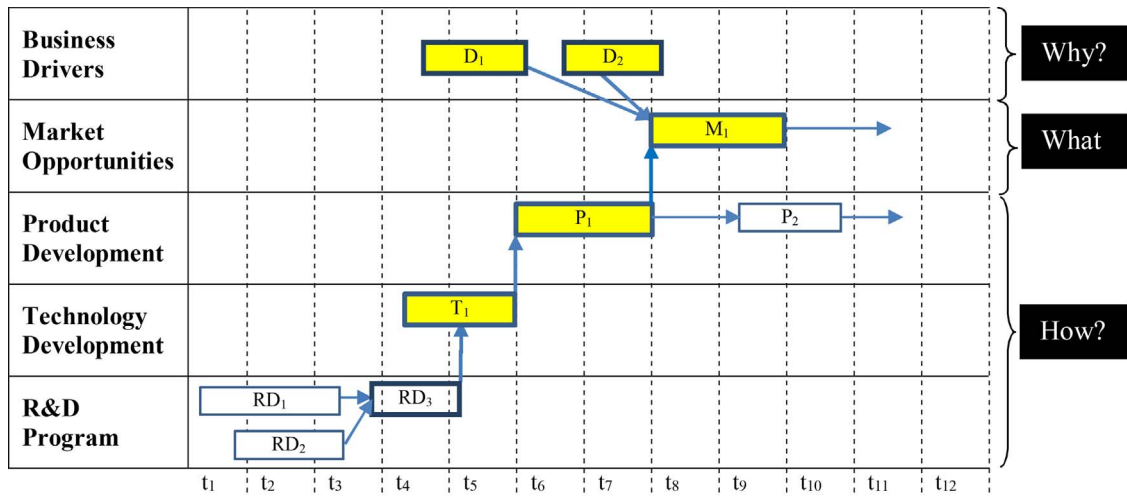 Business
Drivers
D₁
D₂
Why?
Market
Opportunities
M₁
What
Product
Development
P₁
P₂
Technology
Development
T₁
How?
R&D
Program
RD₁
RD₂
RD₃
t₁ t₂ t₃ t₄ t₅ t₆ t₇ t₈ t₉ t₁₀ t₁₁ t₁₂